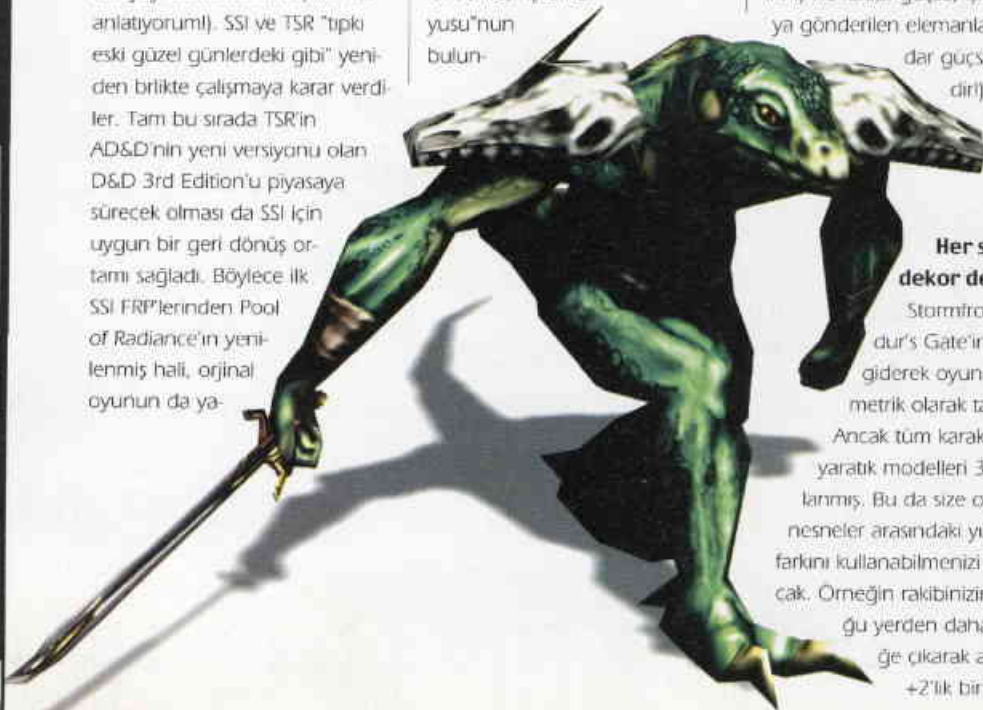 anlatıyorum!). SSI ve TSR "tıpkı
eski güzel günlerdeki gibi" yeni-
den brlikte çalışmaya karar verdi-
ler. Tam bu sırada TSR'in
AD&D'nin yeni versiyonu olan
D&D 3rd Edition'u piyasaya
sürecek olması da SSI için
uygun bir geri dönüş or-
tamı sağladı. Böylece ilk
SSI FRP'lerinden Pool
of Radiance'ın yeni-
lenmiş hali, orjinal
oyunun da ya-
yusu"nun
bulun-
ya gönderilen elemanla
dar güçs
dir!)
Her s
dekor de
Stormfro
dur's Gate'in
giderek oyun
metrik olarak ta
Ancak tüm karak
yaratık modelleri 3
lanmış. Bu da size o
nesneler arasındaki yü
farkını kullanabilmenizi
cak. Örneğin rakibinizin
ğu yerden daha
ğe çıkarak a
+2'lik bir